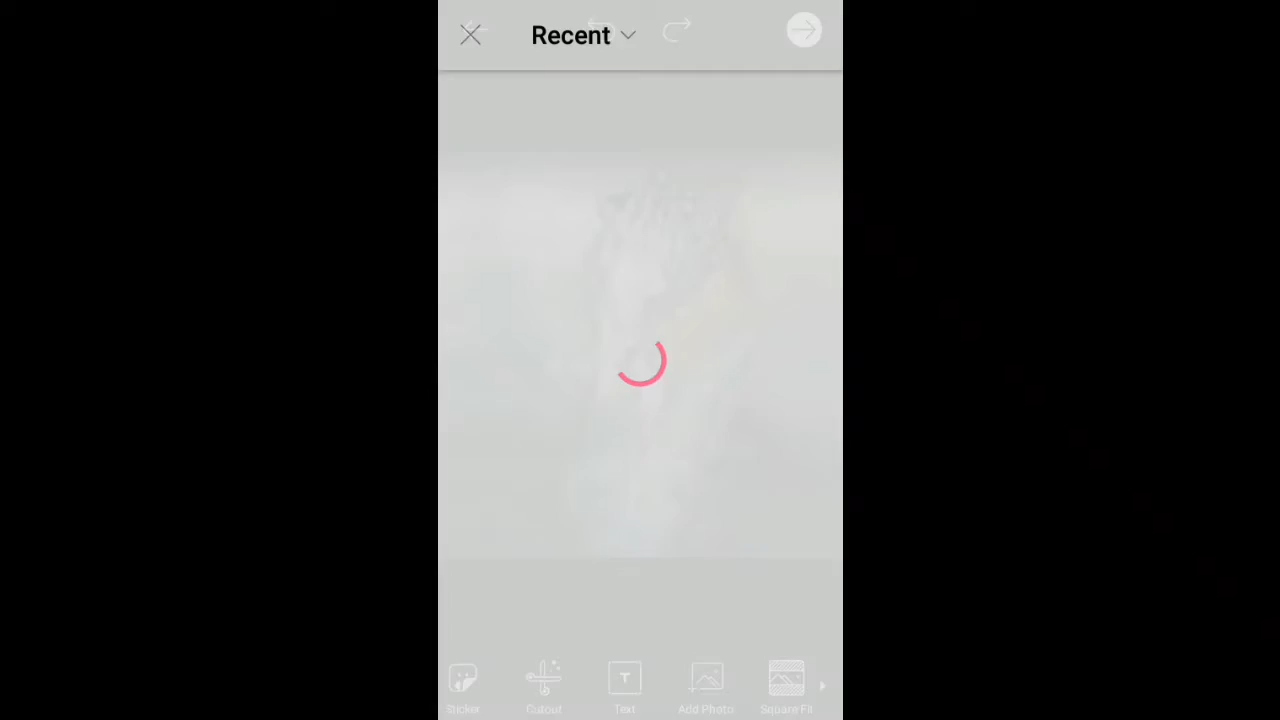 Recent
Sticker
Cutout
Text
T
Add Photo
Square Fit